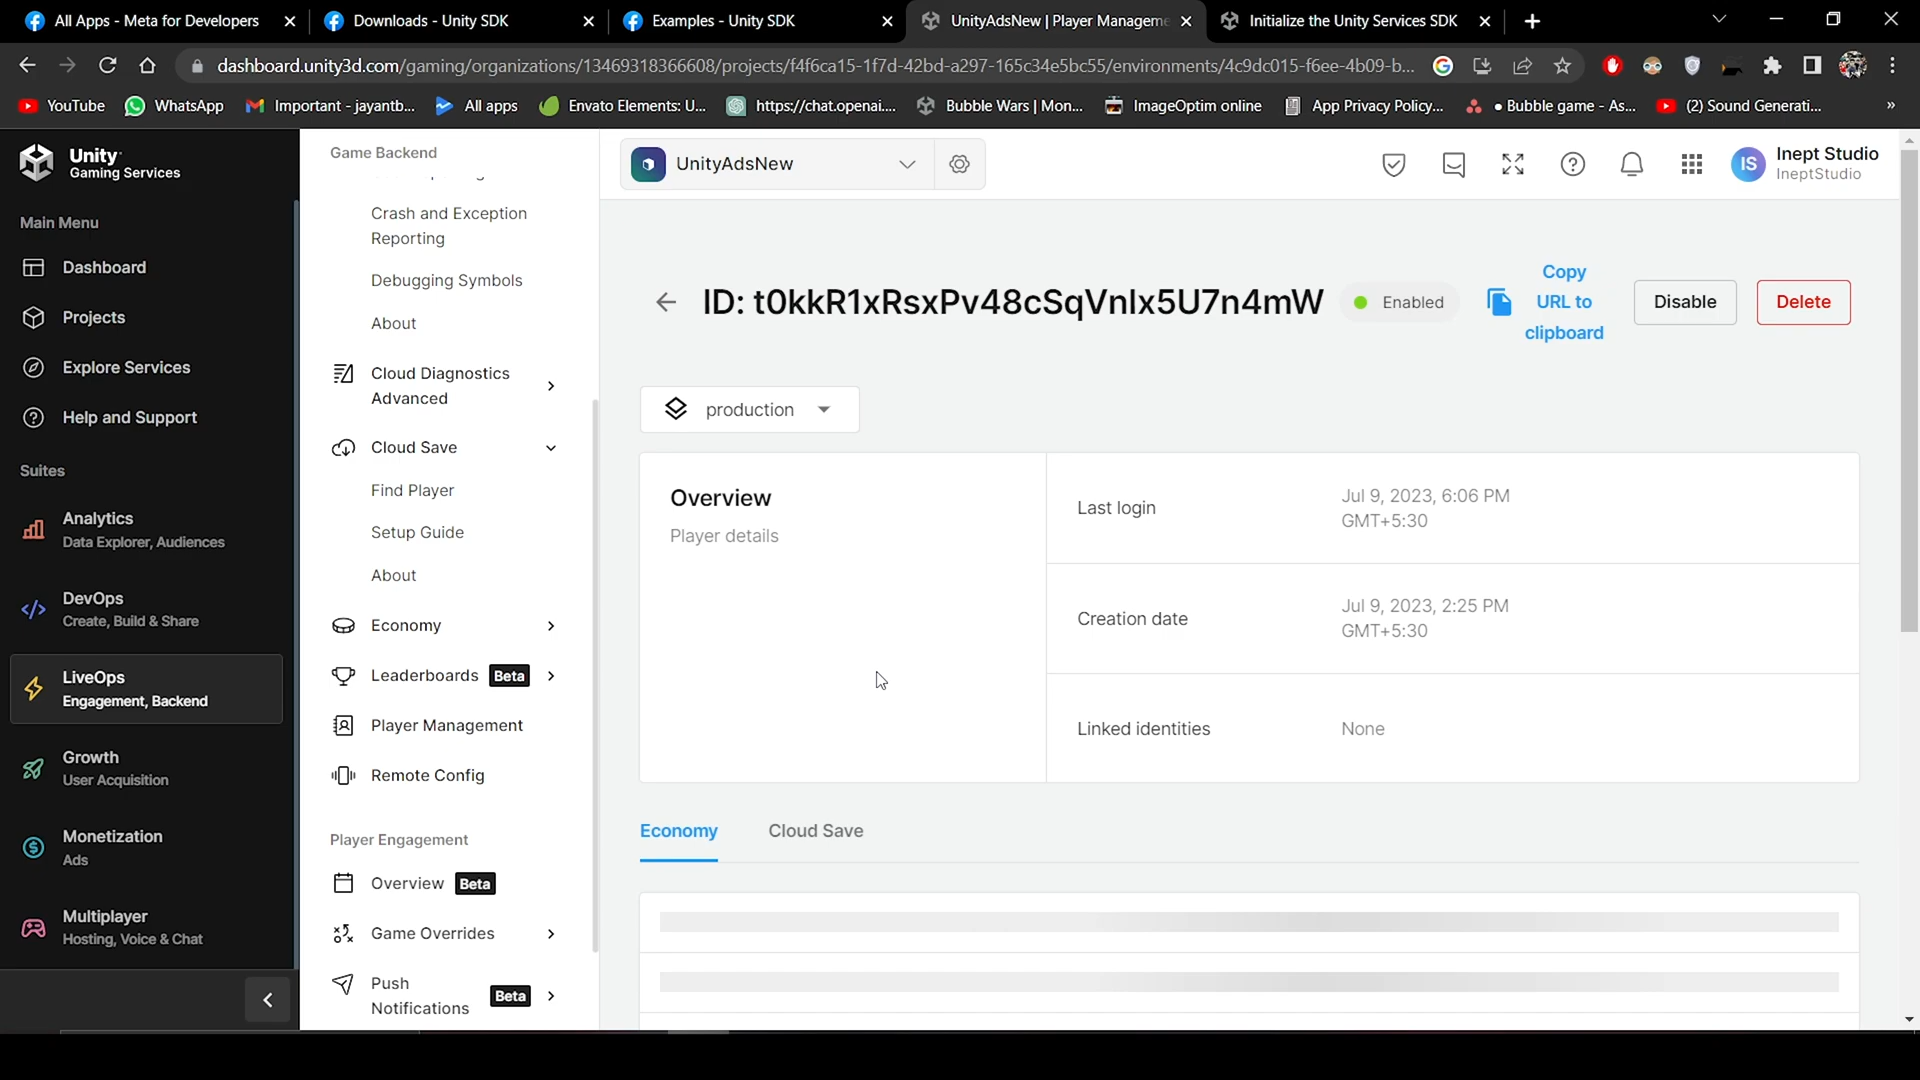 All Apps - Meta for Developers
Downloads - Unity SDK
Examples - Unity SDK
UnityAdsNew | Player Manageme
Initialize the Unity Services SDK
dashboard.unity3d.com/gaming/organizations/13469318366608/projects/f4f6ca15-1f7d-42bd-a297-165c34e5bc55/environments/4c9dc015-f6ee-4b09-b...
YouTube
WhatsApp
Important - jayantb...
All apps
Envato Elements: U...
https://chat.openai....
Bubble Wars | Mon...
ImageOptim online
App Privacy Policy...
• Bubble game - As...
(2) Sound Generati...
»
Unity
Gaming Services
Main Menu
Dashboard
Projects
Explore Services
Help and Support
Suites
Analytics
Data Explorer, Audiences
DevOps
Create, Build & Share
LiveOps
Engagement, Backend
Growth
User Acquisition
Monetization
Ads
Multiplayer
Hosting, Voice & Chat
Game Backend
Crash and Exception
Reporting
Debugging Symbols
About
Cloud Diagnostics
Advanced
Cloud Save
Find Player
Setup Guide
About
Economy
Leaderboards Beta
Player Management
Remote Config
Player Engagement
Overview Beta
Game Overrides
Push
Notifications Beta
UnityAdsNew
IS
Inept Studio
IneptStudio
ID: t0kkR1xRsxPv48cSqVnlx5U7n4mW
Enabled
Copy
URL to
clipboard
Disable
Delete
production
Overview
Player details
Last login
Jul 9, 2023, 6:06 PM
GMT+5:30
Creation date
Jul 9, 2023, 2:25 PM
GMT+5:30
Linked identities
None
Economy
Cloud Save